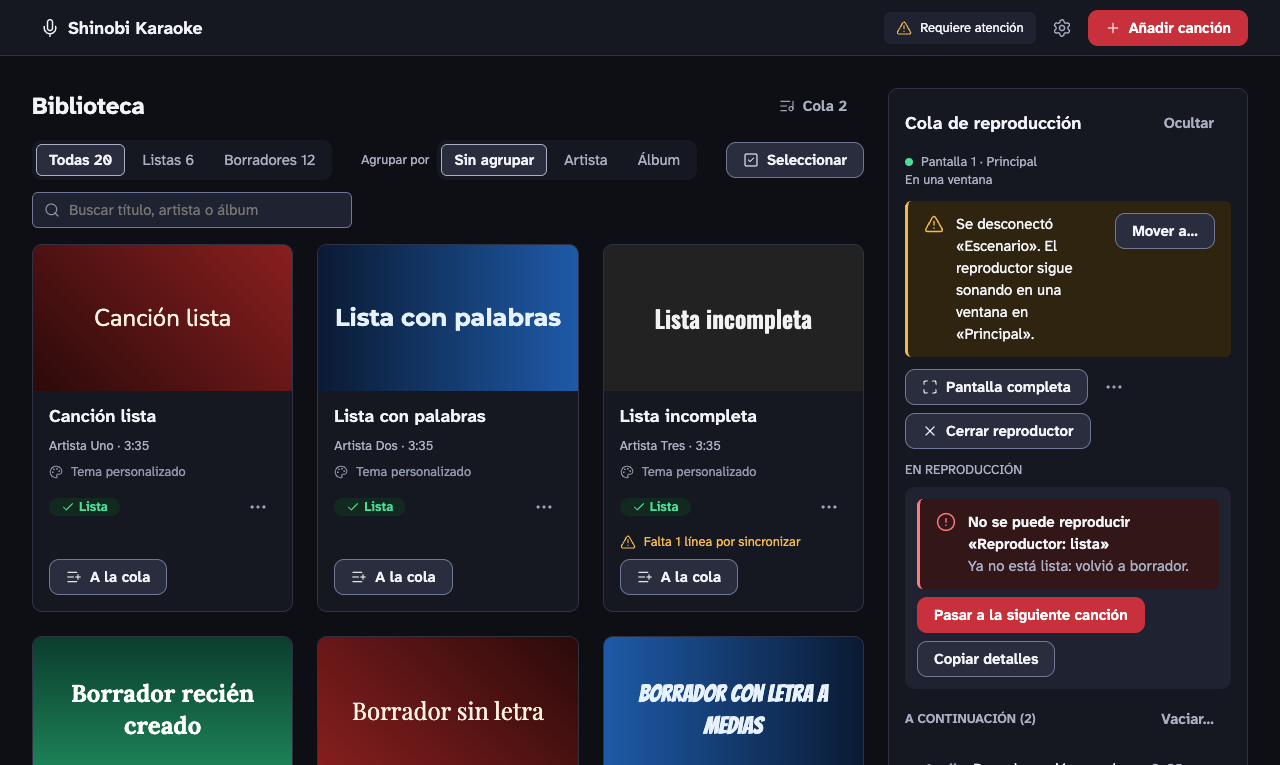 Shinobi Karaoke
Requiere atención
Añadir canción
Biblioteca
Cola 2
Todas 20
Listas 6
Borradores 12
Agrupar por
Sin agrupar
Artista
Álbum
Seleccionar
Buscar título, artista o álbum
Canción lista
Canción lista
Artista Uno · 3:35
Tema personalizado
Lista
A la cola
Lista con palabras
Lista con palabras
Artista Dos · 3:35
Tema personalizado
Lista
A la cola
Lista incompleta
Lista incompleta
Artista Tres · 3:35
Tema personalizado
Lista
Falta 1 línea por sincronizar
A la cola
Borrador recién
creado
Borrador sin letra
BORRADOR CON LETRA A
MEDIAS
Cola de reproducción
Ocultar
Pantalla 1 · Principal
En una ventana
Se desconectó
«Escenario». El
reproductor sigue
sonando en una
ventana en
«Principal».
Mover a...
Pantalla completa
Cerrar reproductor
EN REPRODUCCIÓN
No se puede reproducir
«Reproductor: lista»
Ya no está lista: volvió a borrador.
Pasar a la siguiente canción
Copiar detalles
A CONTINUACIÓN (2)
Vaciar...